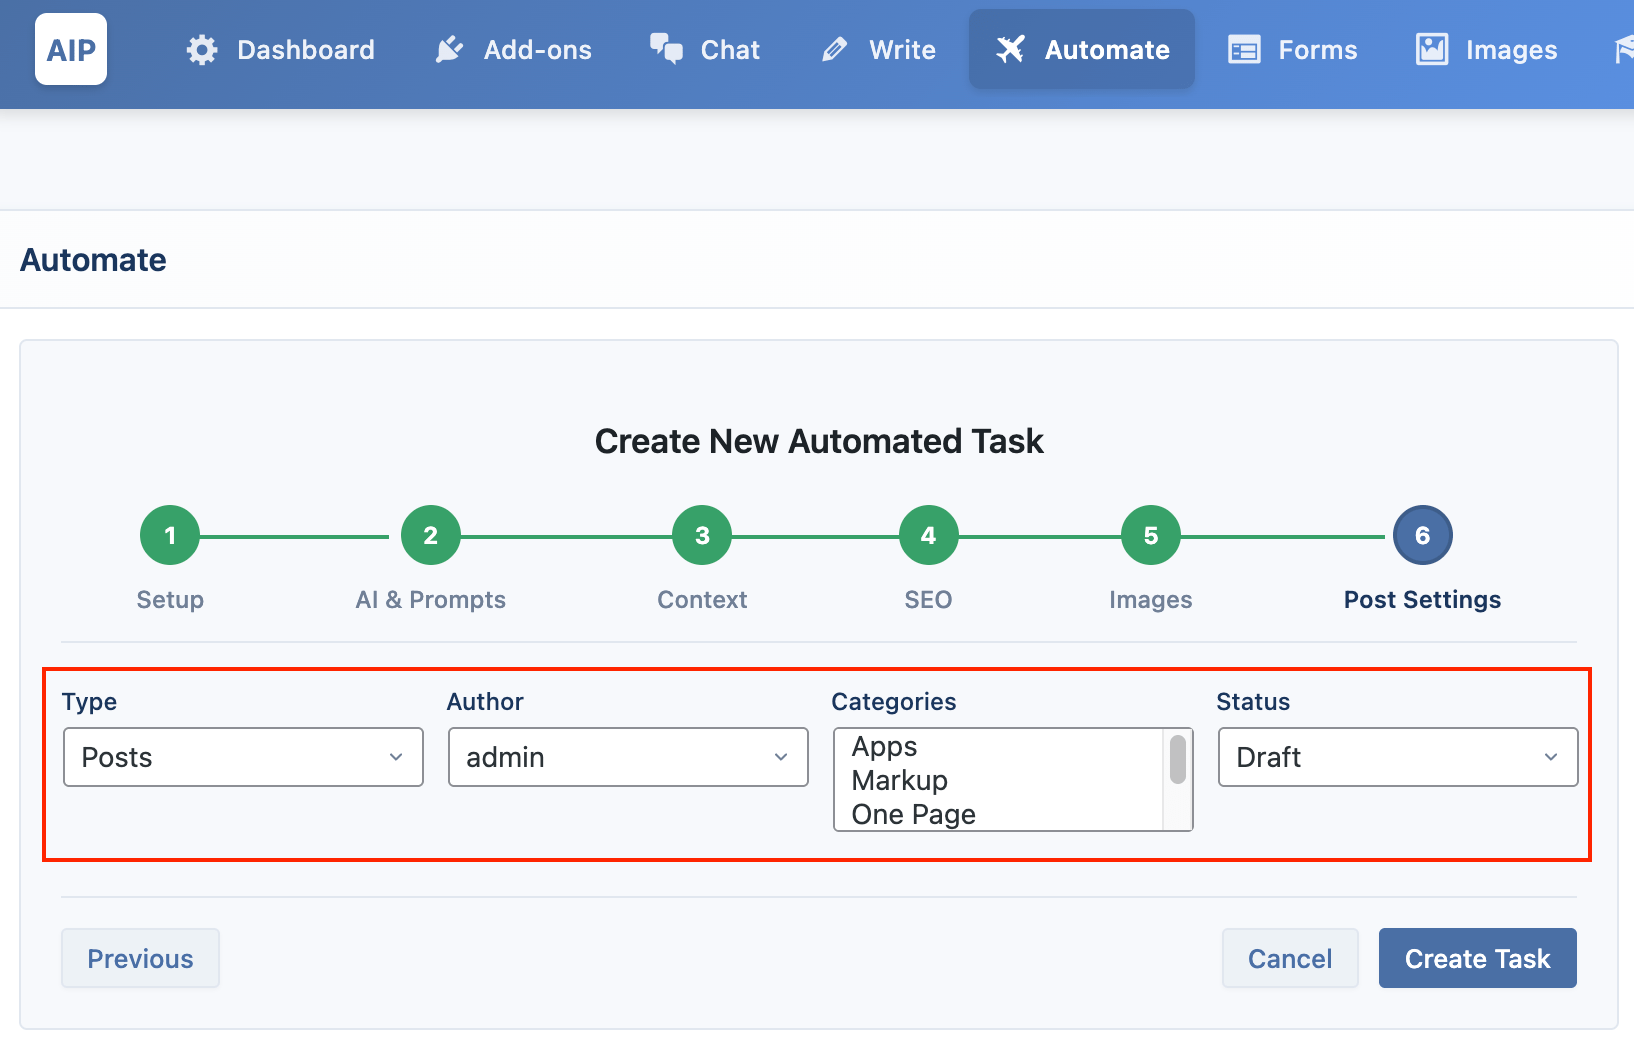 AIP
Dashboard
Add-ons
Chat
Write
Automate
Forms
Images
Automate
Create New Automated Task
1
2
3
4
5
6
Setup
AI & Prompts
Context
SEO
Images
Post Settings
Type
Author
Categories
Status
Posts
admin
Apps
Markup
One Page
Draft
Previous
Cancel
Create Task